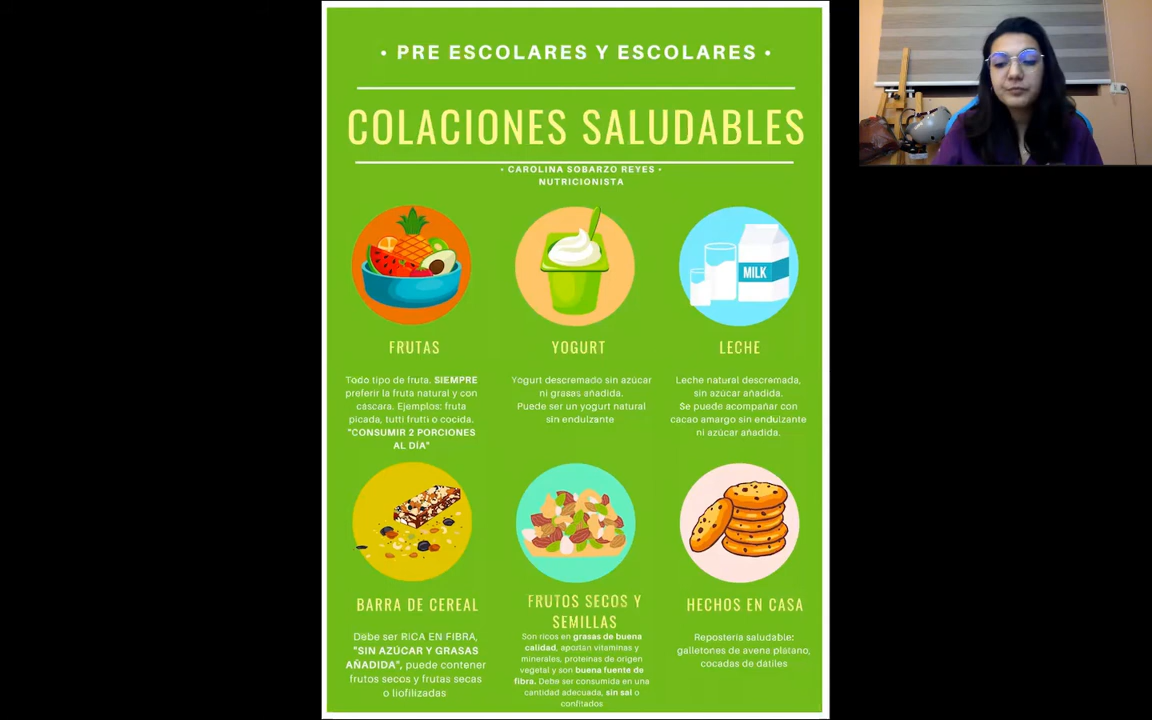 • PRE ESCOLARES Y ESCOLARES •
COLACIONES SALUDABLES
• CAROLINA SOBARZO REYES •
NUTRICIONISTA
MILK
FRUTAS
Todo tipo de fruta. SIEMPRE
preferir la fruta natural y con
cáscara. Ejemplos: fruta
picada, tutti frutti o cocida.
"CONSUMIR 2 PORCIONES
AL DÍA"
YOGURT
Yogurt descremado sin azúcar
ni grasas añadida.
Puede ser un yogurt natural
sin endulzante
LECHE
Leche natural descremada,
sin azúcar añadida.
Se puede acompañar con
cacao amargo sin endulzante
ni azúcar añadida.
BARRA DE CEREAL
Debe ser RICA EN FIBRA,
"SIN AZÚCAR Y GRASAS
AÑADIDA", puede contener
frutos secos y frutas secas
o liofilizadas
FRUTOS SECOS Y
SEMILLAS
Son ricos en grasas de buena
calidad, aportan vitaminas y
minerales, proteínas de origen
vegetal y son buena fuente de
fibra. Debe ser consumida en una
cantidad adecuada, sin sal o
confitados
HECHOS EN CASA
Repostería saludable:
galletones de avena plátano,
cocadas de dátiles